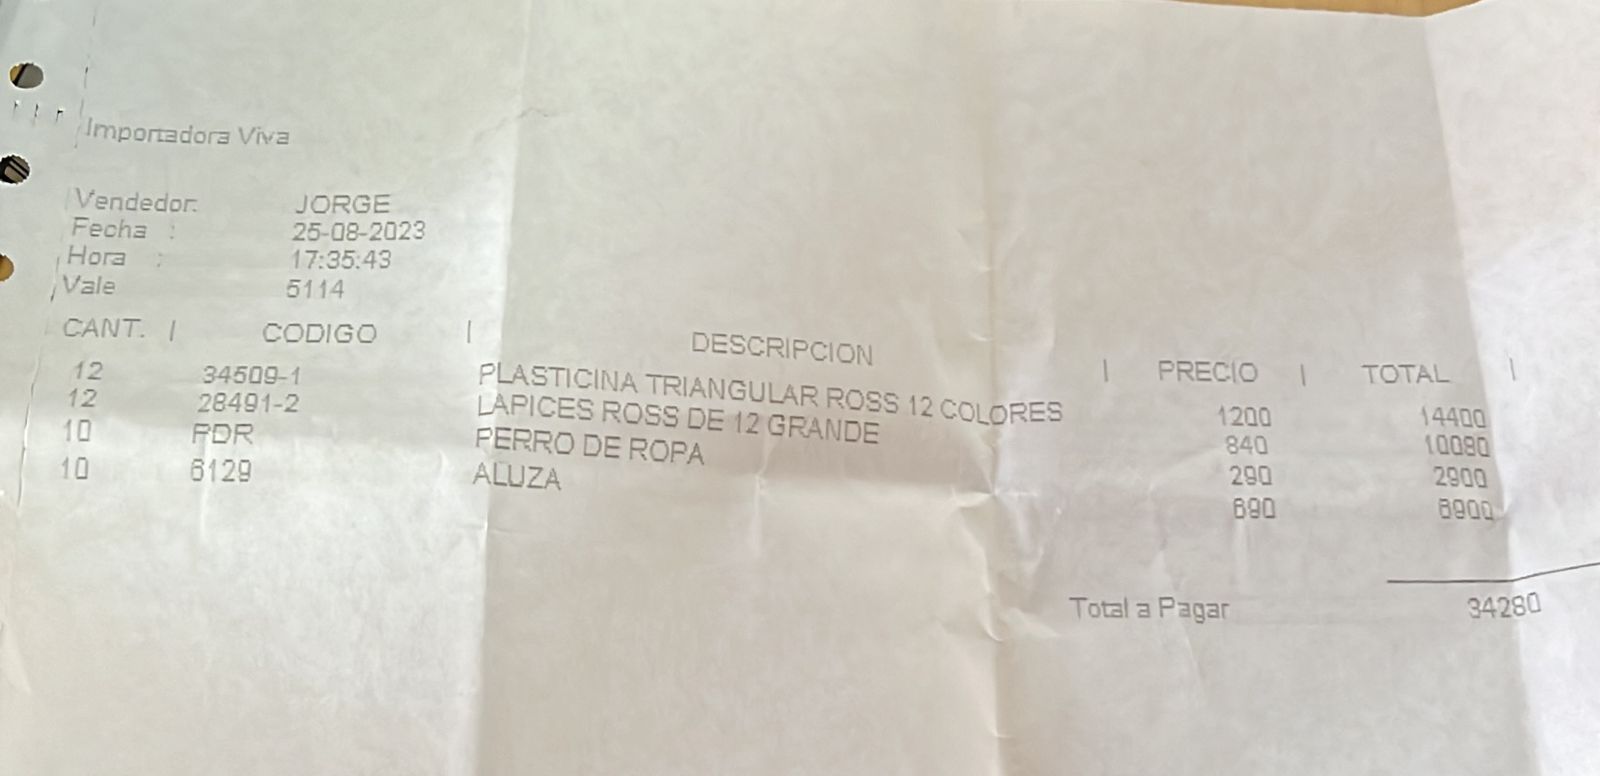 Importadora Viva
Vendedor: JORGE
Fecha : 25-08-2023
Hora : 17:35:43
Vale 5114
CANT. | CODIGO | DESCRIPCION | PRECIO | TOTAL |
12 34509-1 PLASTICINA TRIANGULAR ROSS 12 COLORES 1200 14400
12 28491-2 LAPICES ROSS DE 12 GRANDE 840 10080
10 PDR PERRO DE ROPA 290 2900
10 6129 ALUZA 690 6900
Total a Pagar 34280